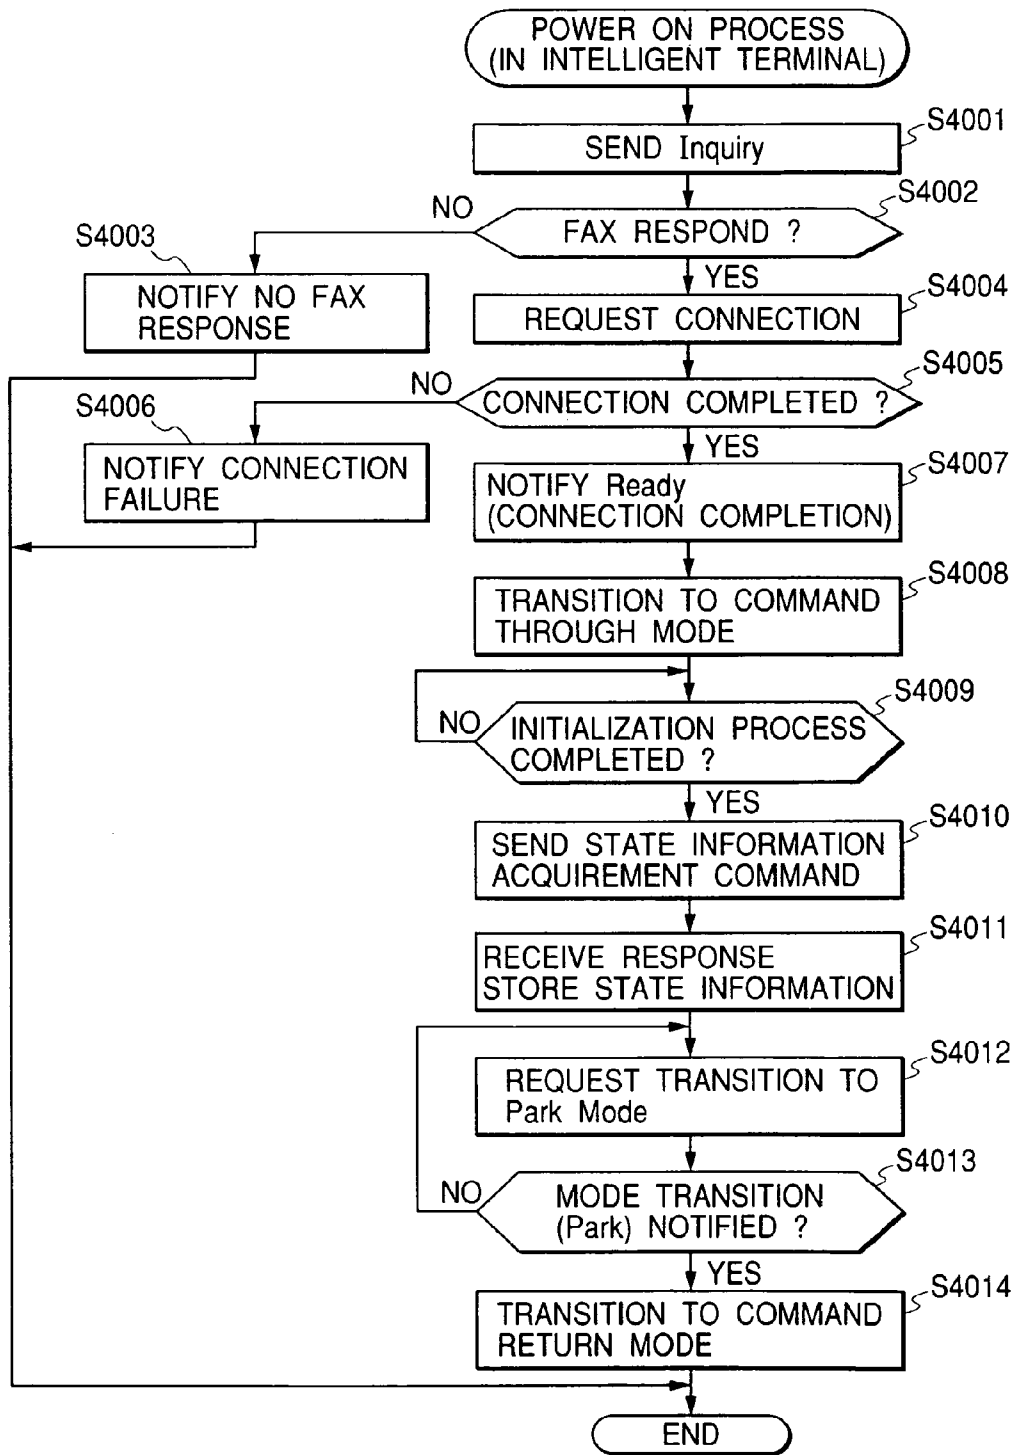 POWER ON PROCESS
(IN INTELLIGENT TERMINAL)
S4001
SEND Inquiry
S4002
FAX RESPOND ?
NO
YES
S4003
NOTIFY NO FAX
RESPONSE
S4004
REQUEST CONNECTION
S4005
CONNECTION COMPLETED ?
NO
YES
S4006
NOTIFY CONNECTION
FAILURE
S4007
NOTIFY Ready
(CONNECTION COMPLETION)
S4008
TRANSITION TO COMMAND
THROUGH MODE
S4009
NO
INITIALIZATION PROCESS
COMPLETED ?
YES
S4010
SEND STATE INFORMATION
ACQUIREMENT COMMAND
S4011
RECEIVE RESPONSE
STORE STATE INFORMATION
S4012
REQUEST TRANSITION TO
Park Mode
S4013
NO
MODE TRANSITION
(Park) NOTIFIED ?
YES
S4014
TRANSITION TO COMMAND
RETURN MODE
END